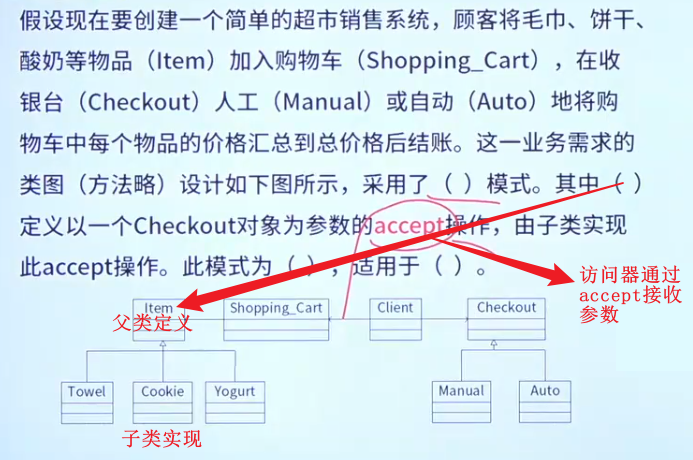 假设现在要创建一个简单的超市销售系统，顾客将毛巾、饼干、
酸奶等物品（Item）加入购物车（Shopping_Cart），在收
银台（Checkout）人工（Manual）或自动（Auto）地将购
物车中每个物品的价格汇总到总价格后结账。这一业务需求的
类图（方法略）设计如下图所示，采用了（ ）模式。其中（ ）
定义以一个Checkout对象为参数的accept操作，由子类实现
此accept操作。此模式为（ ），适用于（ ）。
访问器通过
accept接收
参数
Item
Shopping_Cart
Client
Checkout
父类定义
Towel
Cookie
Yogurt
Manual
Auto
子类实现